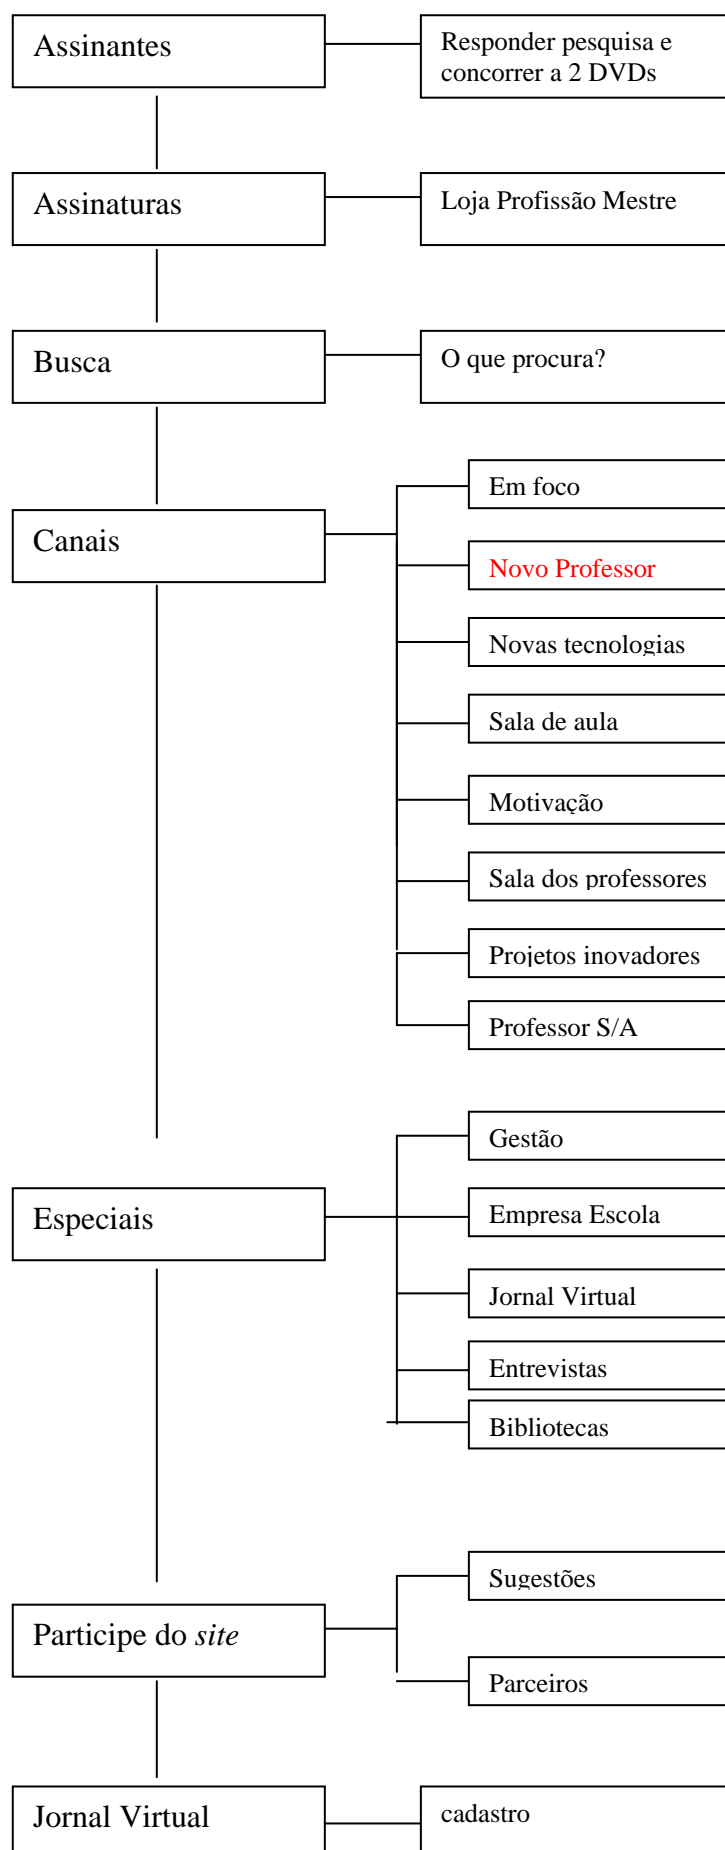 Assinantes
Responder pesquisa e
concorrer a 2 DVDs
Assinaturas
Loja Profissão Mestre
Busca
O que procura?
Canais
Em foco
Novo Professor
Novas tecnologias
Sala de aula
Motivação
Sala dos professores
Projetos inovadores
Professor S/A
Especiais
Gestão
Empresa Escola
Jornal Virtual
Entrevistas
Bibliotecas
Participe do site
Sugestões
Parceiros
Jornal Virtual
cadastro